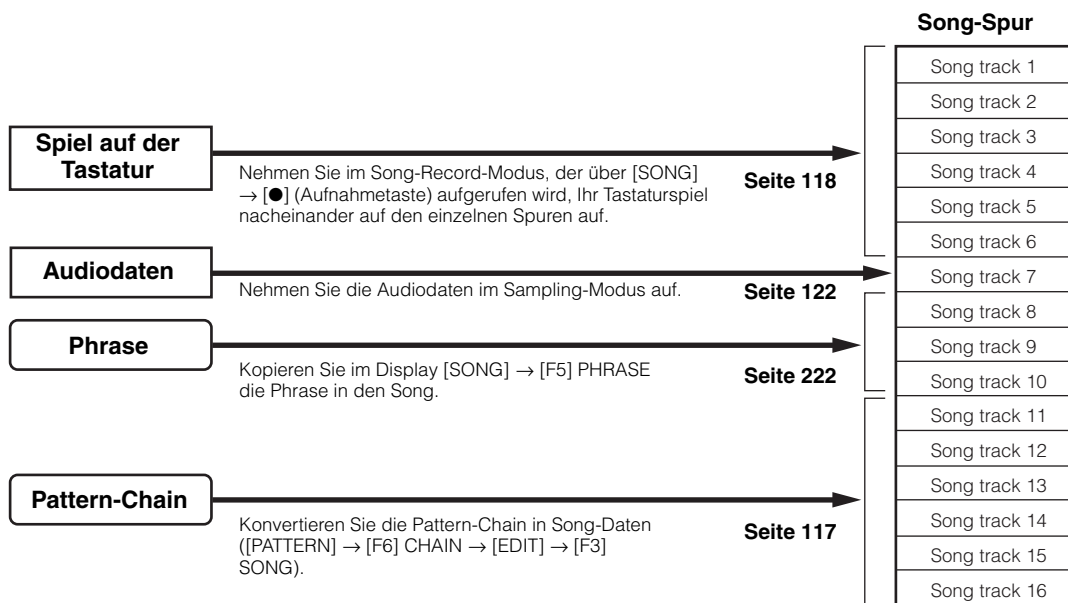 Song-Spur
Song track 1
Song track 2
Song track 3
Song track 4
Song track 5
Song track 6
Song track 7
Song track 8
Song track 9
Song track 10
Song track 11
Song track 12
Song track 13
Song track 14
Song track 15
Song track 16
Spiel auf der
Tastatur
Nehmen Sie im Song-Record-Modus, der über [SONG]
→ [●] (Aufnahmetaste) aufgerufen wird, Ihr Tastaturspiel
nacheinander auf den einzelnen Spuren auf.
Seite 118
Audiodaten
Nehmen Sie die Audiodaten im Sampling-Modus auf.
Seite 122
Phrase
Kopieren Sie im Display [SONG] → [F5] PHRASE
die Phrase in den Song.
Seite 222
Pattern-Chain
Konvertieren Sie die Pattern-Chain in Song-Daten
([PATTERN] → [F6] CHAIN → [EDIT] → [F3]
SONG).
Seite 117